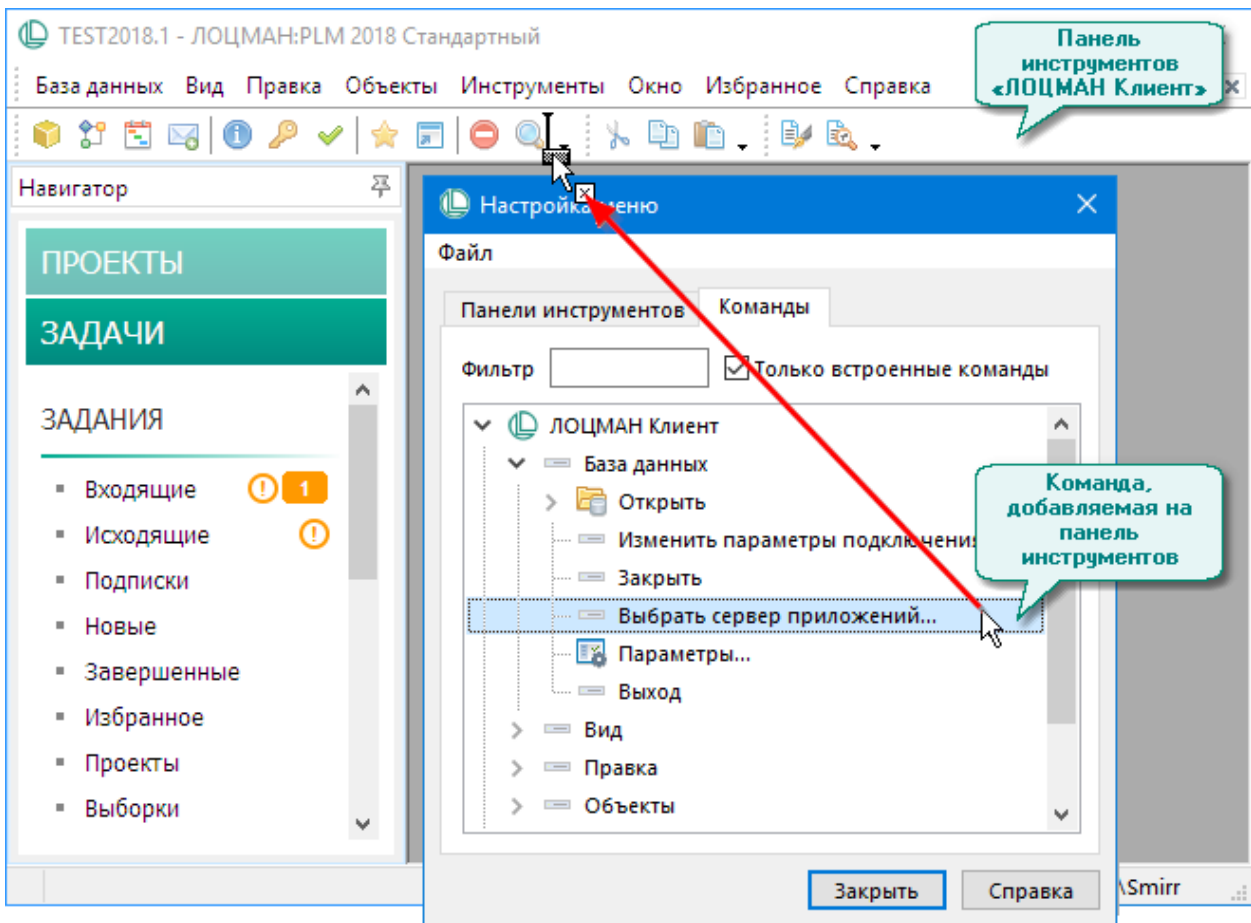 TEST2018.1 - ЛОЦМАН:PLM 2018 Стандартный
Панель
инструментов
«ЛОЦМАН Клиент»
База данных Вид Правка Объекты Инструменты Окно Избранное Справка
Навигатор
ПРОЕКТЫ
ЗАДАЧИ
ЗАДАНИЯ
Входящие 1
Исходящие
Подписки
Новые
Завершенные
Избранное
Проекты
Выборки
Настройка меню
Файл
Панели инструментов Команды
Фильтр Только встроенные команды
ЛОЦМАН Клиент
База данных
Открыть
Изменить параметры подключения
Закрыть
Выбрать сервер приложений...
Параметры...
Выход
Вид
Правка
Объекты
Команда,
добавляемая на
панель
инструментов
Закрыть Справка
\Smirr